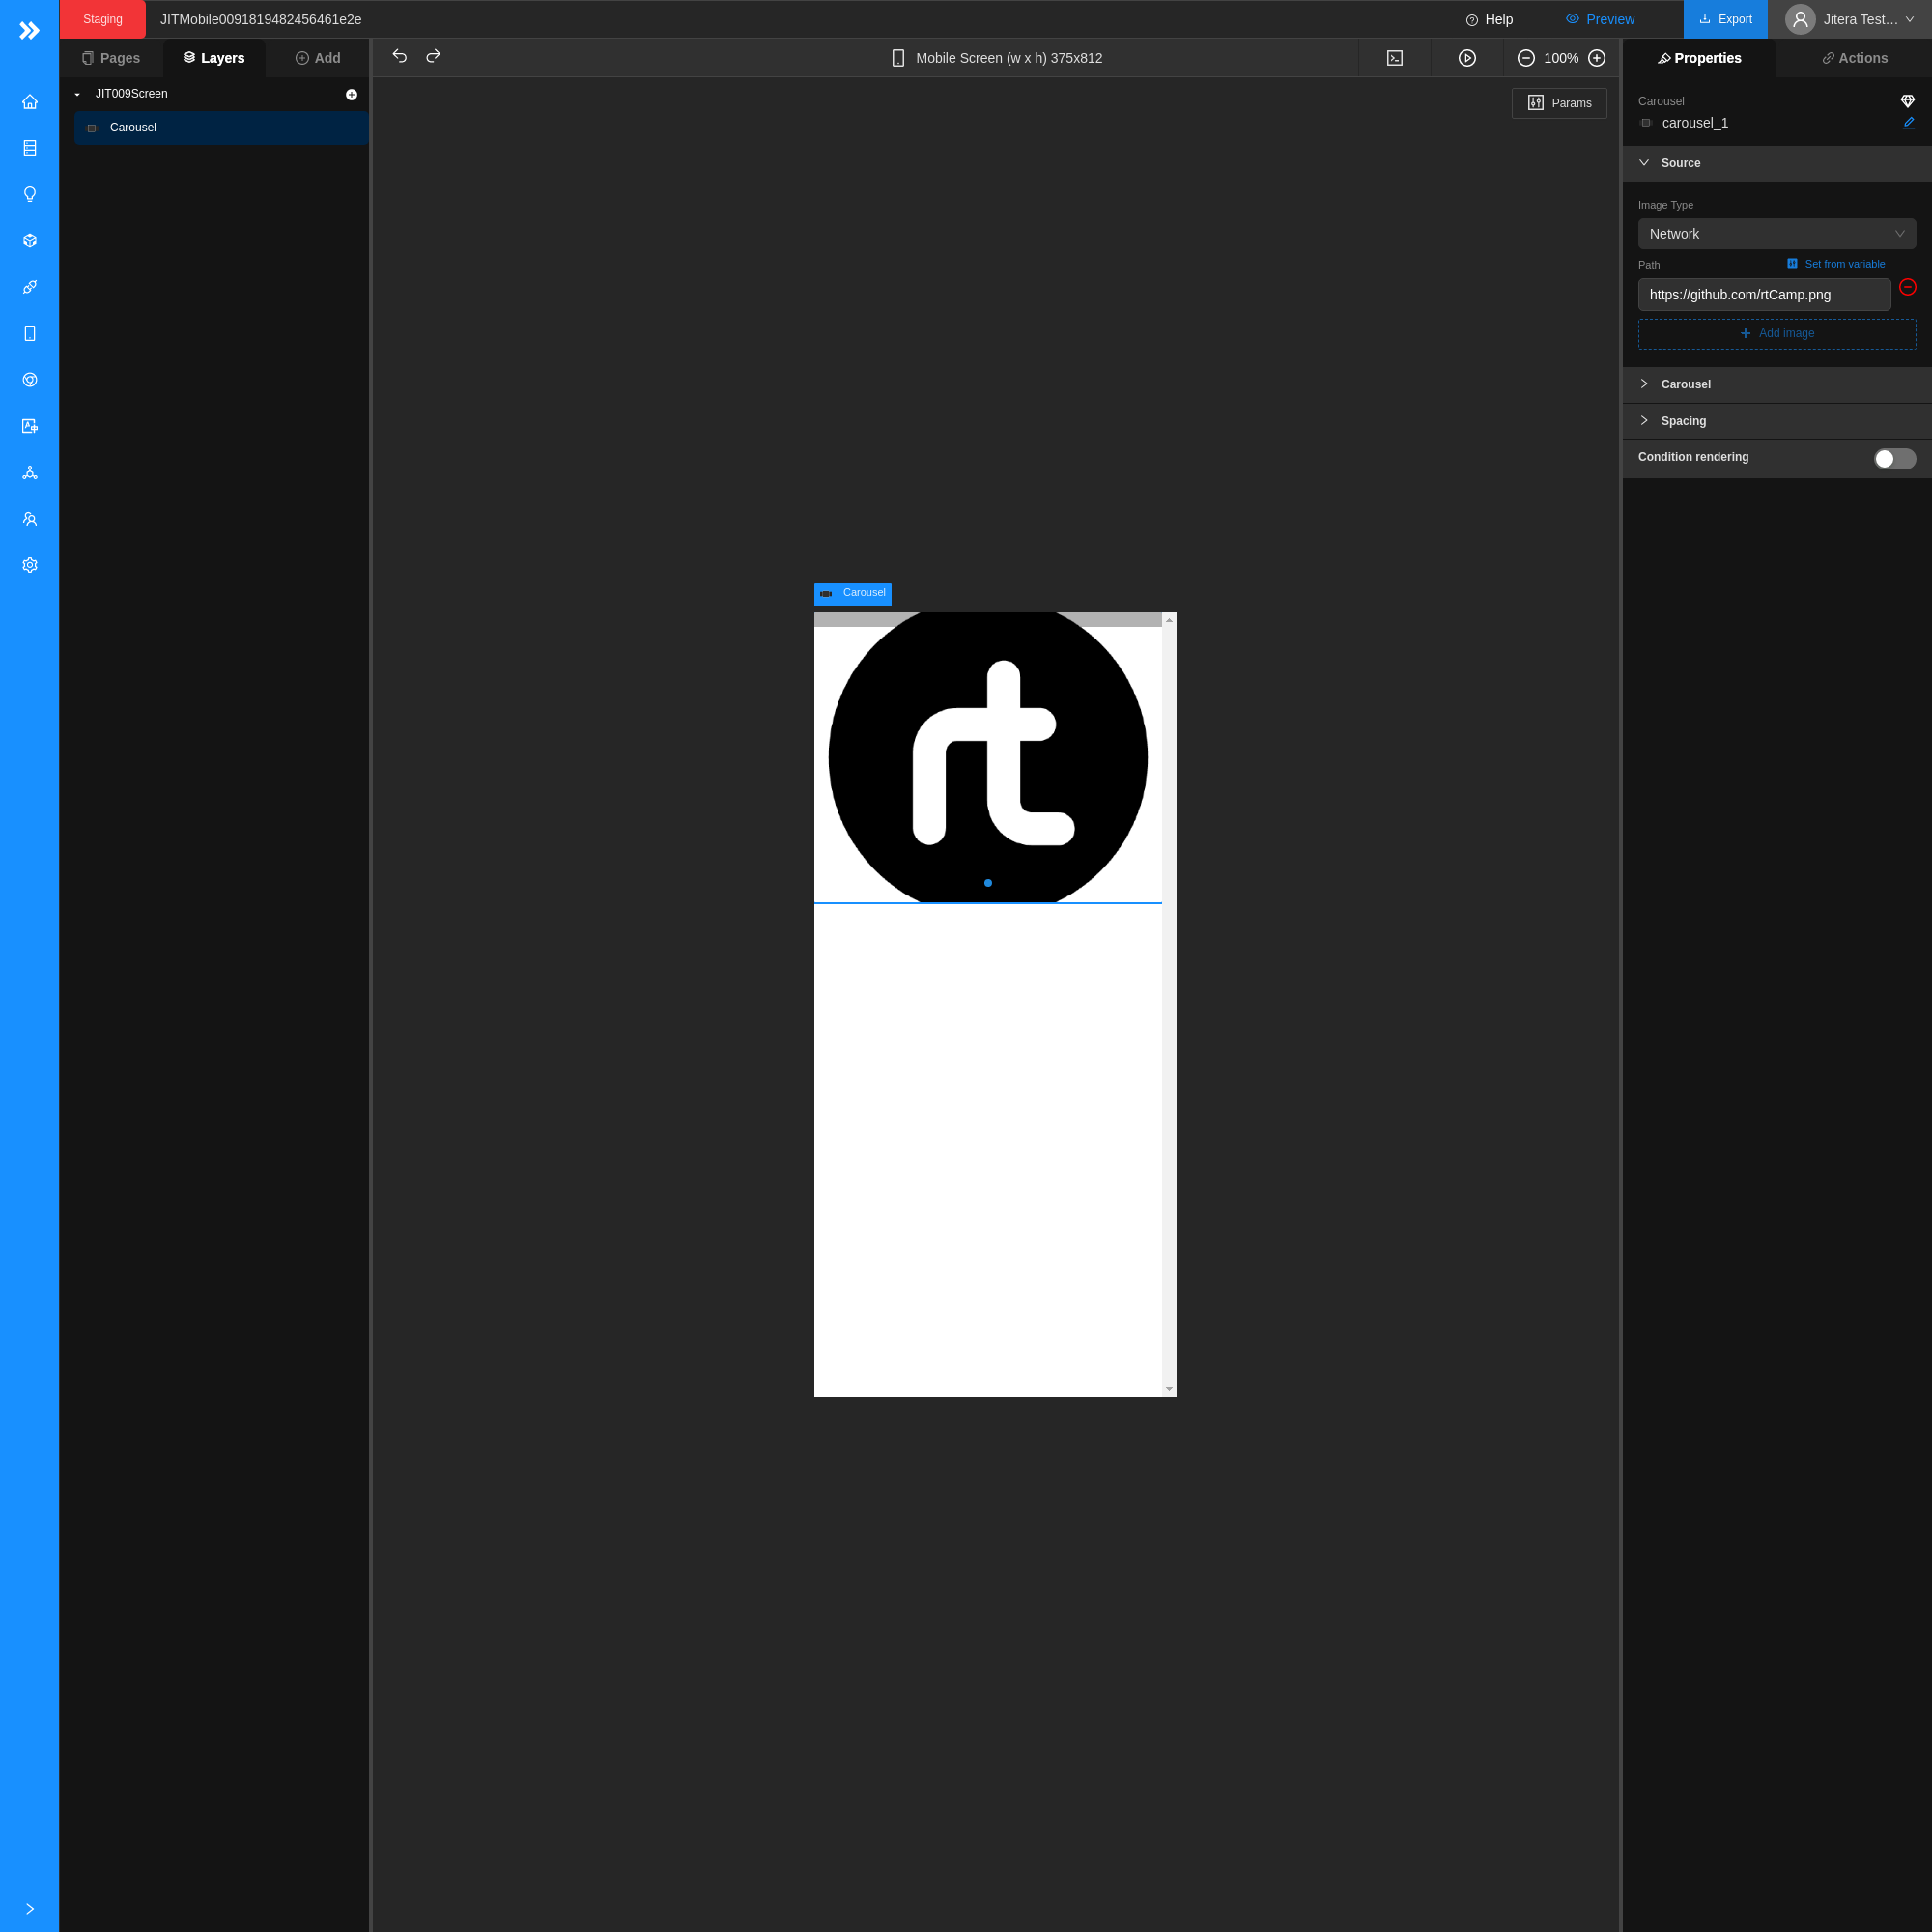 Staging
JITMobile0091819482456461e2e
Help
Preview
Export
Jitera Test...
Pages
Layers
Add
Mobile Screen (w x h) 375x812
100%
Properties
Actions
JIT009Screen
Carousel
Params
Carousel
carousel_1
Source
Image Type
Network
Path
Set from variable
https://github.com/rtCamp.png
Add image
Carousel
Spacing
Condition rendering
Carousel
rt